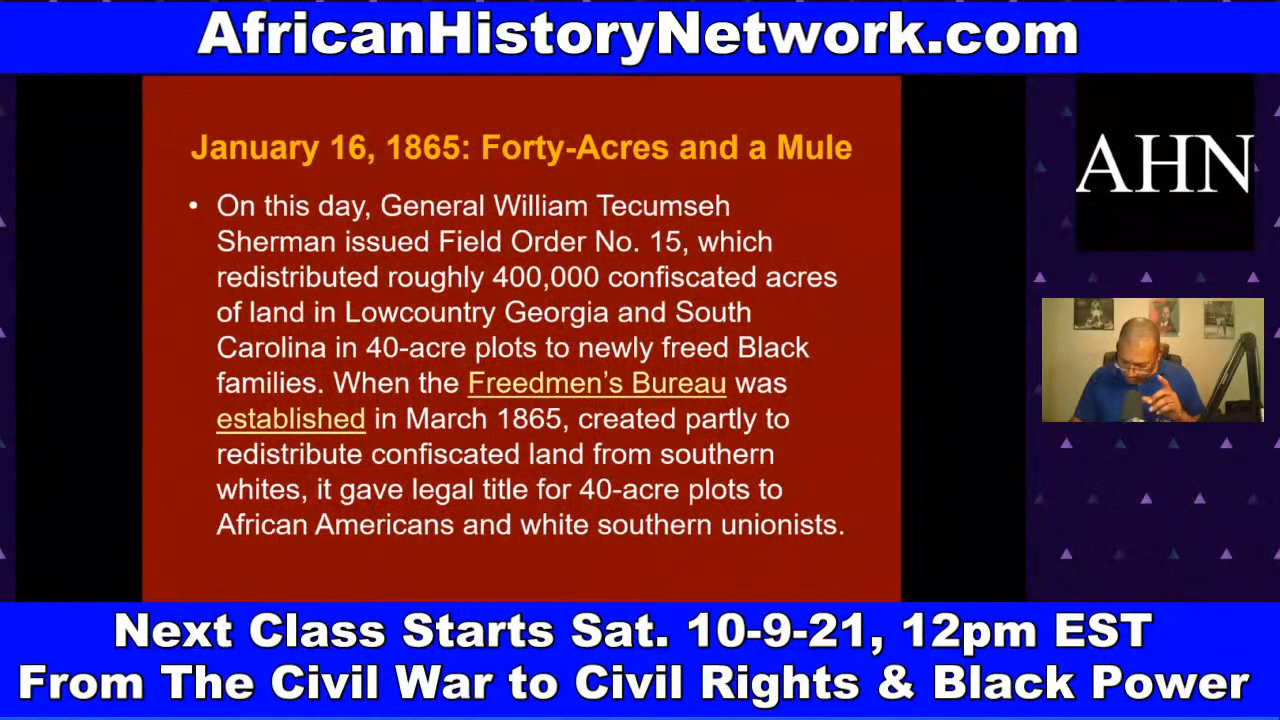 AfricanHistoryNetwork.com
January 16, 1865: Forty-Acres and a Mule
• On this day, General William Tecumseh
Sherman issued Field Order No. 15, which
redistributed roughly 400,000 confiscated acres
of land in Lowcountry Georgia and South
Carolina in 40-acre plots to newly freed Black
families. When the Freedmen’s Bureau was
established in March 1865, created partly to
redistribute confiscated land from southern
whites, it gave legal title for 40-acre plots to
African Americans and white southern unionists.
AHN
Next Class Starts Sat. 10-9-21, 12pm EST
From The Civil War to Civil Rights & Black Power